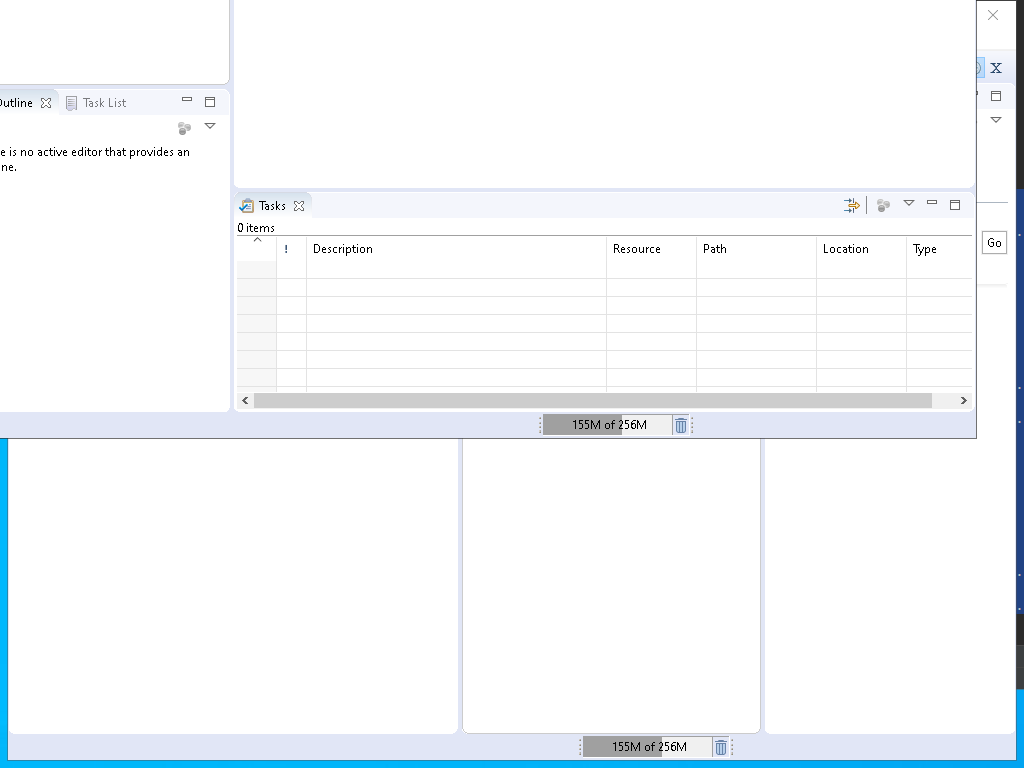 Outline Task List
e is no active editor that provides an
ne.
Tasks
0 items
! Description Resource Path Location Type
155M of 256M
X
Go
155M of 256M